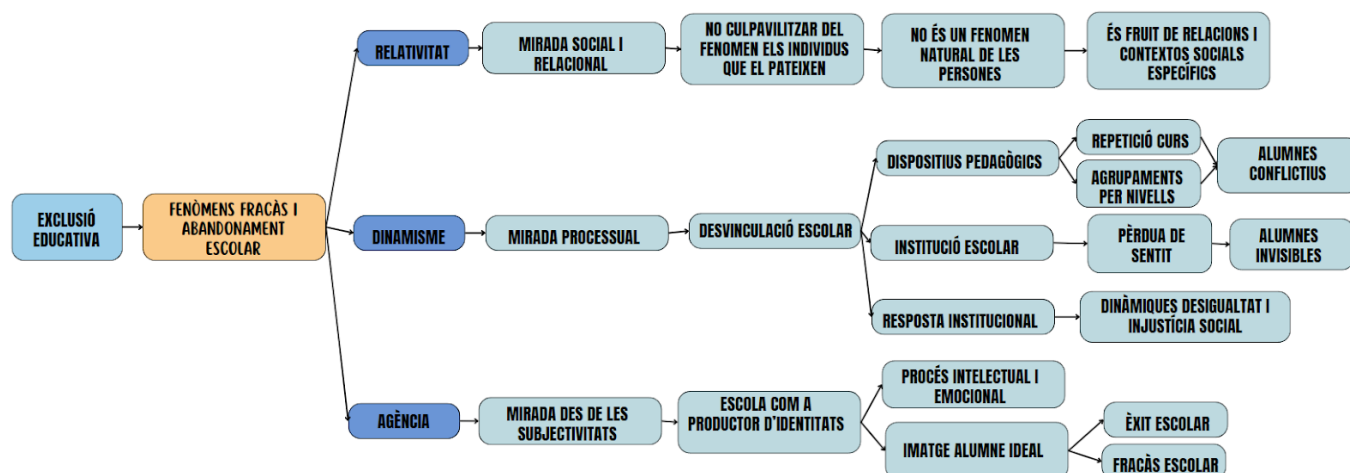 EXCLUSIÓ
EDUCATIVA
FENÒMENS FRACÀS I
ABANDONAMENT
ESCOLAR
RELATIVITAT
MIRADA SOCIAL I
RELACIONAL
NO CULPAVILITZAR DEL
FENOMEN ELS INDIVIDUS
QUE EL PATEIXEN
NO ÉS UN FENOMEN
NATURAL DE LES
PERSONES
ÉS FRUIT DE RELACIONS I
CONTEXTOS SOCIALS
ESPECÍFICS
DINAMISME
MIRADA PROCESSUAL
DESVINCULACIÓ ESCOLAR
DISPOSITIUS PEDAGÒGICS
REPETICIÓ CURS
AGRUPAMENTS
PER NIVELLS
ALUMNES
CONFLICTIUS
INSTITUCIÓ ESCOLAR
PÈRDUA DE
SENTIT
ALUMNES
INVISIBLES
RESPOSTA INSTITUCIONAL
DINÀMIQUES DESIGUALTAT I
INJUSTÍCIA SOCIAL
AGÈNCIA
MIRADA DES DE LES
SUBJECTIVITATS
ESCOLA COM A
PRODUCTOR D'IDENTITATS
PROCÉS INTELECTUAL I
EMOCIONAL
IMATGE ALUMNE IDEAL
ÈXIT ESCOLAR
FRACÀS ESCOLAR